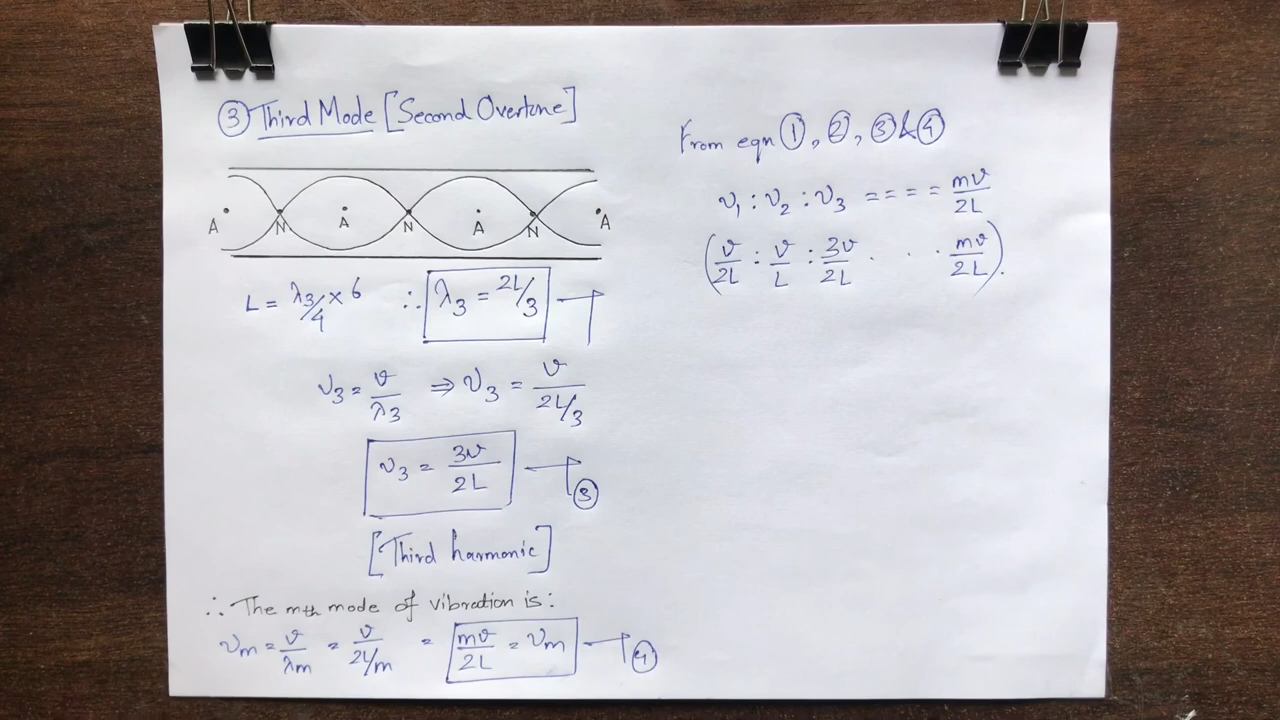 ③ Third Mode [Second Overtone]
A N A N A N A
L = λ₃/4 × 6 ∴ λ₃ = 2L/3
ν₃ = v/λ₃ ⇒ ν₃ = v/(2L/3)
ν₃ = 3v/2L — ③
[Third harmonic]
∴ The mth mode of vibration is:
νm = v/λm = v/(2L/m) = mv/2L = νm — ④
From eqn ①, ②, ③ & ④
ν₁ : ν₂ : ν₃ ==== mv/2L
(v/2L : v/L : 3v/2L . . . mv/2L).